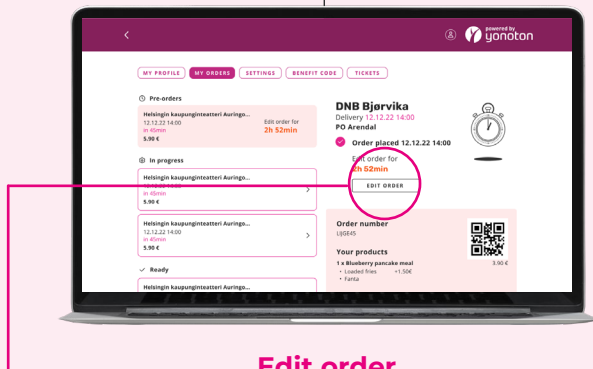 powered by
yonoton
MY PROFILE
MY ORDERS
SETTINGS
BENEFIT CODE
TICKETS
Pre-orders
Helsingin kaupunginteatteri Auringo...
12.12.22 14:00
in 45min
5.90 €
Edit order for
2h 52min
In progress
Helsingin kaupunginteatteri Auringo...
in 45min
5.90 €
Helsingin kaupunginteatteri Auringo...
12.12.22 14:00
in 45min
5.90 €
Ready
Helsingin kaupunginteatteri Auringo...
DNB Bjørvika
Delivery 12.12.22 14:00
PO Arendal
Order placed 12.12.22 14:00
Edit order for
2h 52min
EDIT ORDER
Order number
LIJGE45
Your products
1 x Blueberry pancake meal 3.90 €
• Loaded fries +1.50€
• Fanta
Edit order